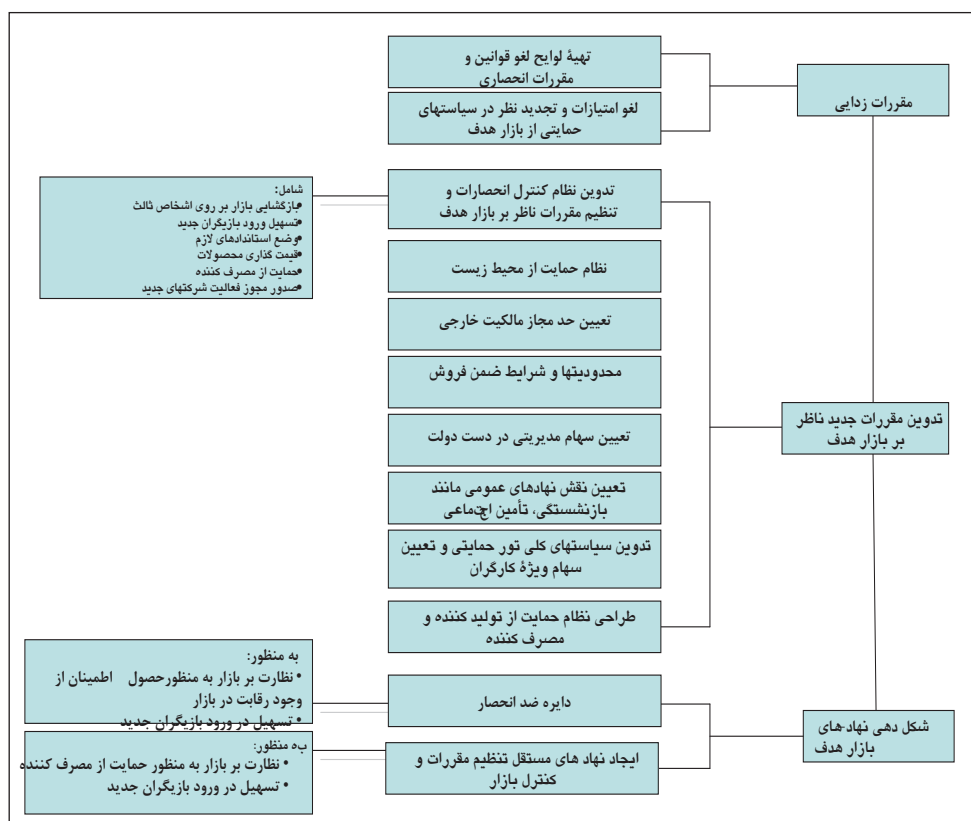 مقررات زدایی
تهیهٔ لوایح لغو قوانین و
مقررات انحصاری
لغو امتیازات و تجدید نظر در سیاستهای
حمایتی از بازار هدف
تدوین مقررات جدید ناظر
بر بازار هدف
تدوین نظام کنترل انحصارات و
تنظیم مقررات ناظر بر بازار هدف
شامل:
•بازگشایی بازار بر روی اشخاص ثالث
•تسهیل ورود بازیگران جدید
•وضع استانداردهای لازم
•قیمت گذاری محصولات
•حمایت از مصرف کننده
•صدور مجوز فعالیت شرکتهای جدید
نظام حمایت از محیط زیست
تعیین حد مجاز مالکیت خارجی
محدودیتها و شرایط ضمن فروش
تعیین سهام مدیریتی در دست دولت
تعیین نقش نهادهای عمومی مانند
بازنشستگی، تأمین اجتماعی
تدوین سیاستهای کلی تور حمایتی و تعیین
سهام ویژهٔ کارگران
طراحی نظام حمایت از تولید کننده و
مصرف کننده
شکل دهی نهاد-های
بازار هدف
دایره ضد انحصار
به منظور:
• نظارت بر بازار به منظورحصول اطمینان از
وجود رقابت در بازار
• تسهیل در ورود بازیگران جدید
ایجاد نهاد های مستقل تنظیم مقررات و
کنترل بازار
به منظور:
• نظارت بر بازار به منظور حمایت از مصرف کننده
• تسهیل در ورود بازیگران جدید